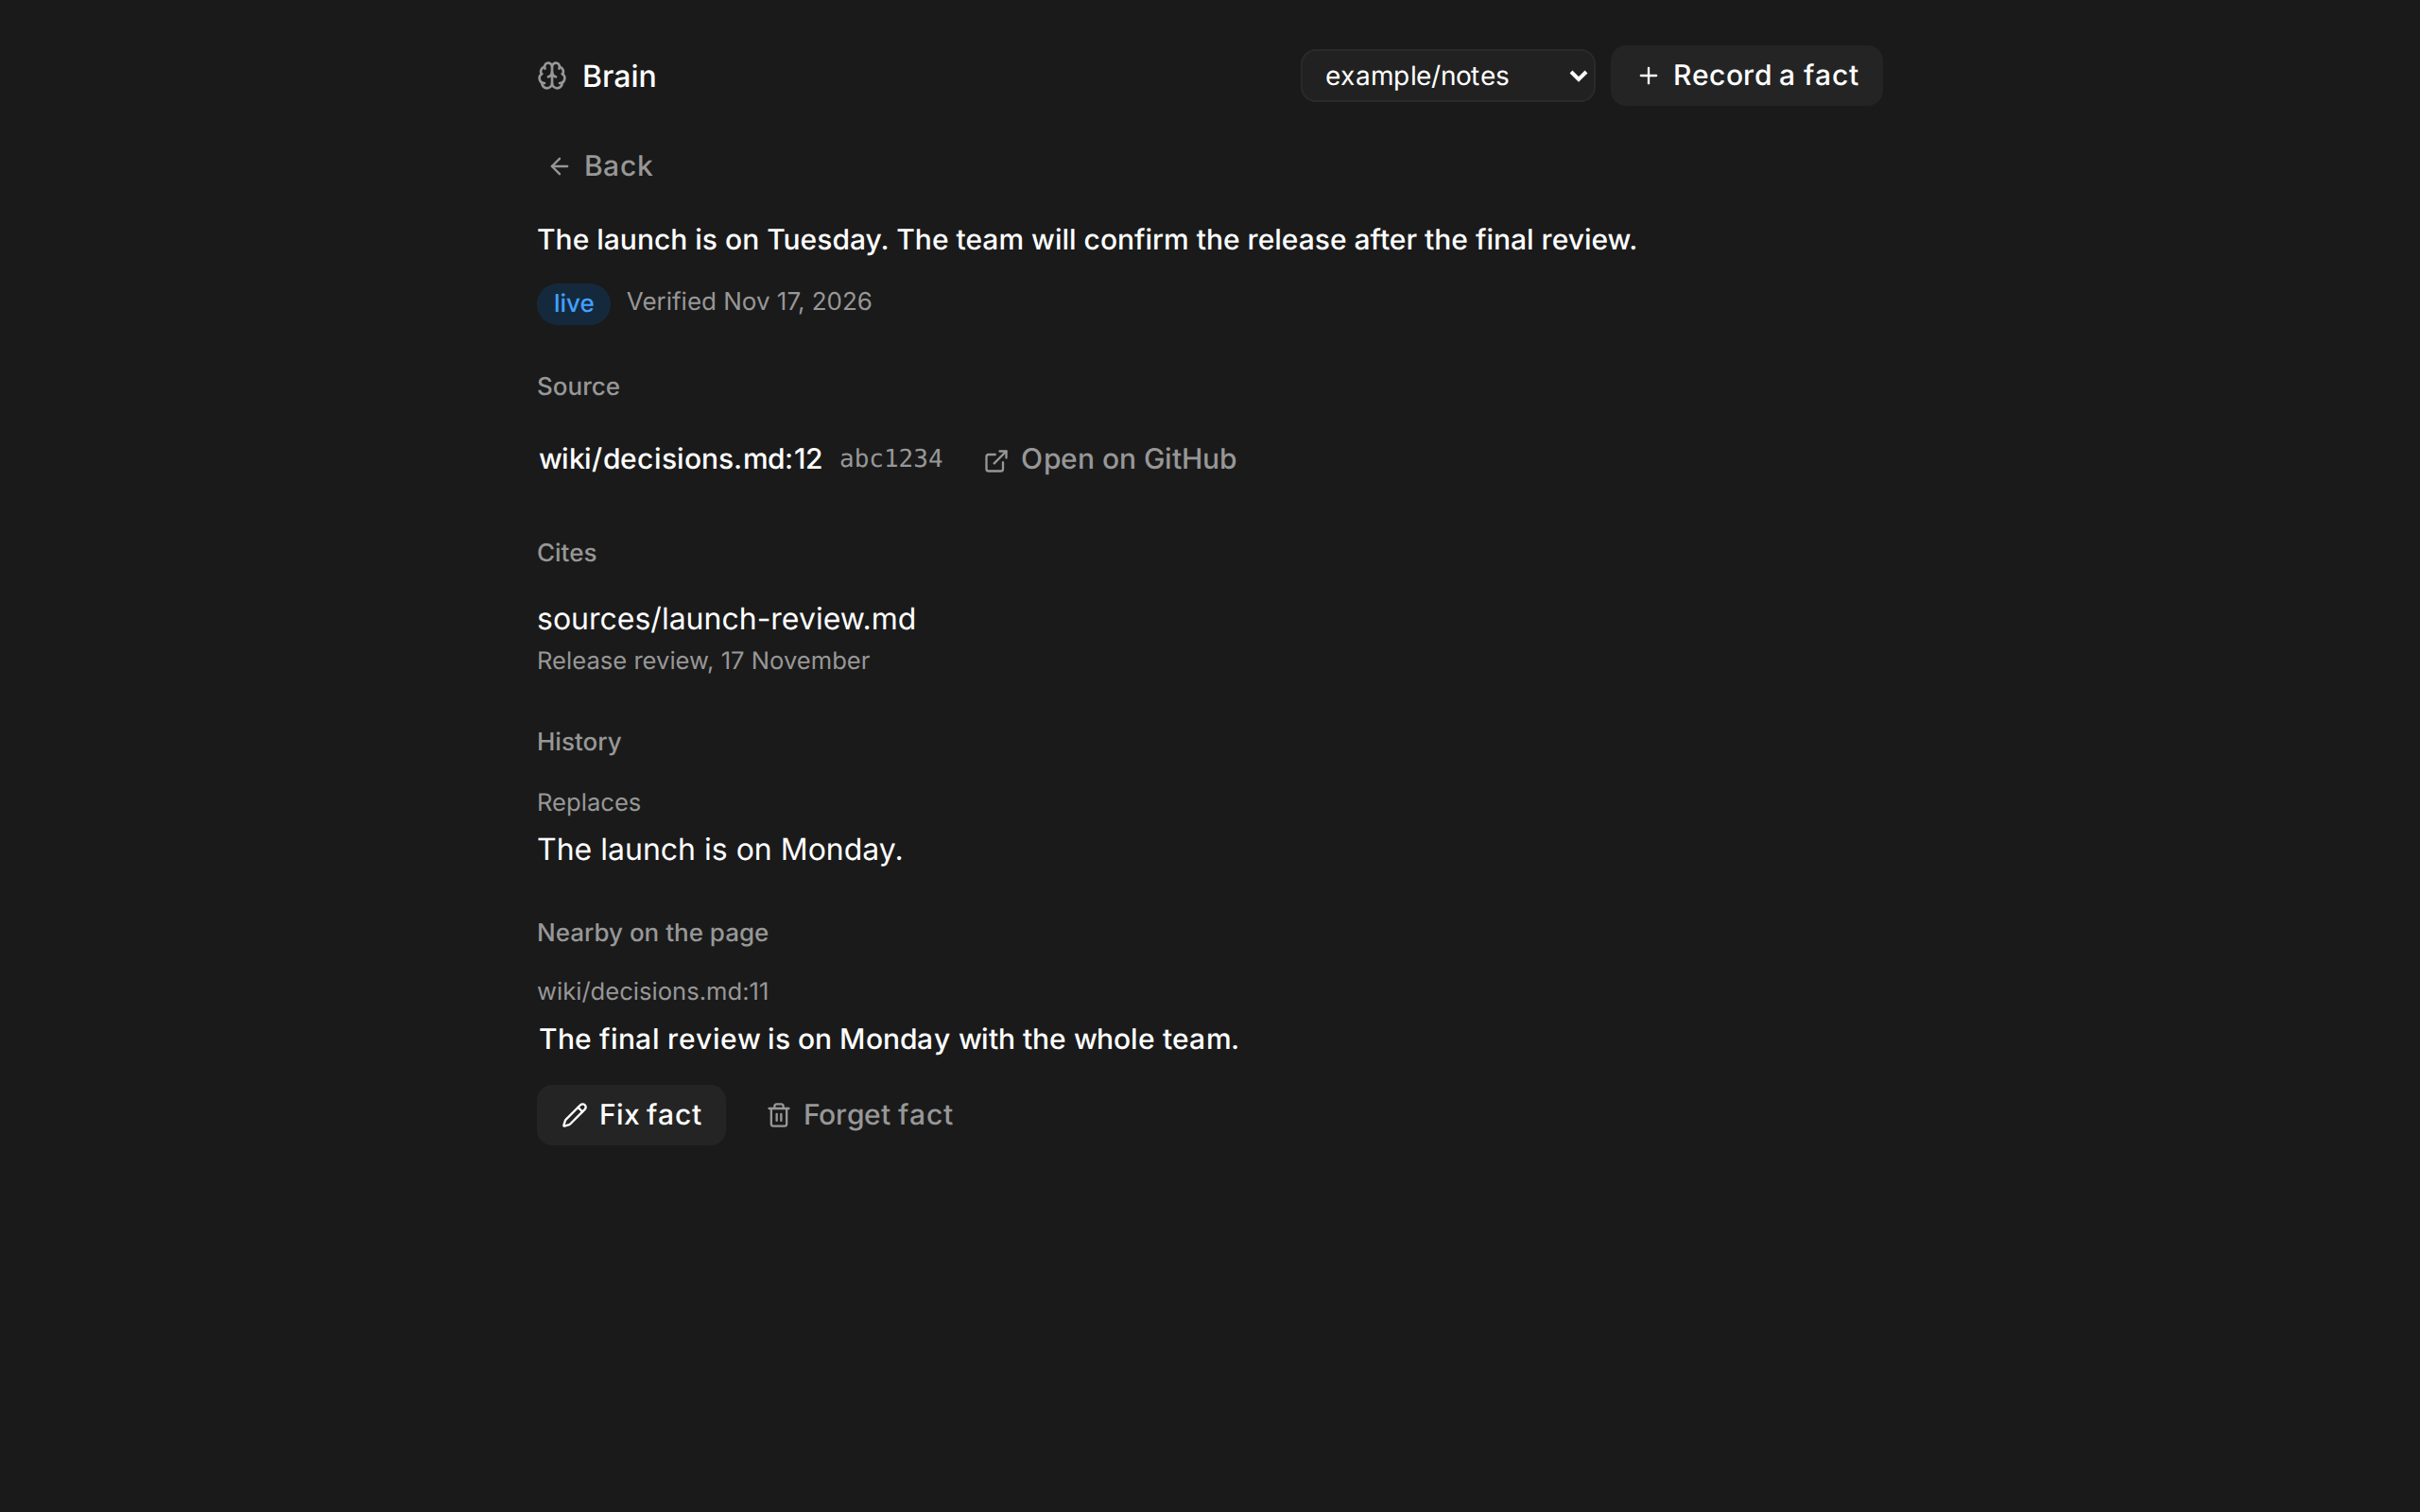 Brain
example/notes
Record a fact
Back
The launch is on Tuesday. The team will confirm the release after the final review.
live Verified Nov 17, 2026
Source
wiki/decisions.md:12 abc1234 Open on GitHub
Cites
sources/launch-review.md
Release review, 17 November
History
Replaces
The launch is on Monday.
Nearby on the page
wiki/decisions.md:11
The final review is on Monday with the whole team.
Fix fact
Forget fact